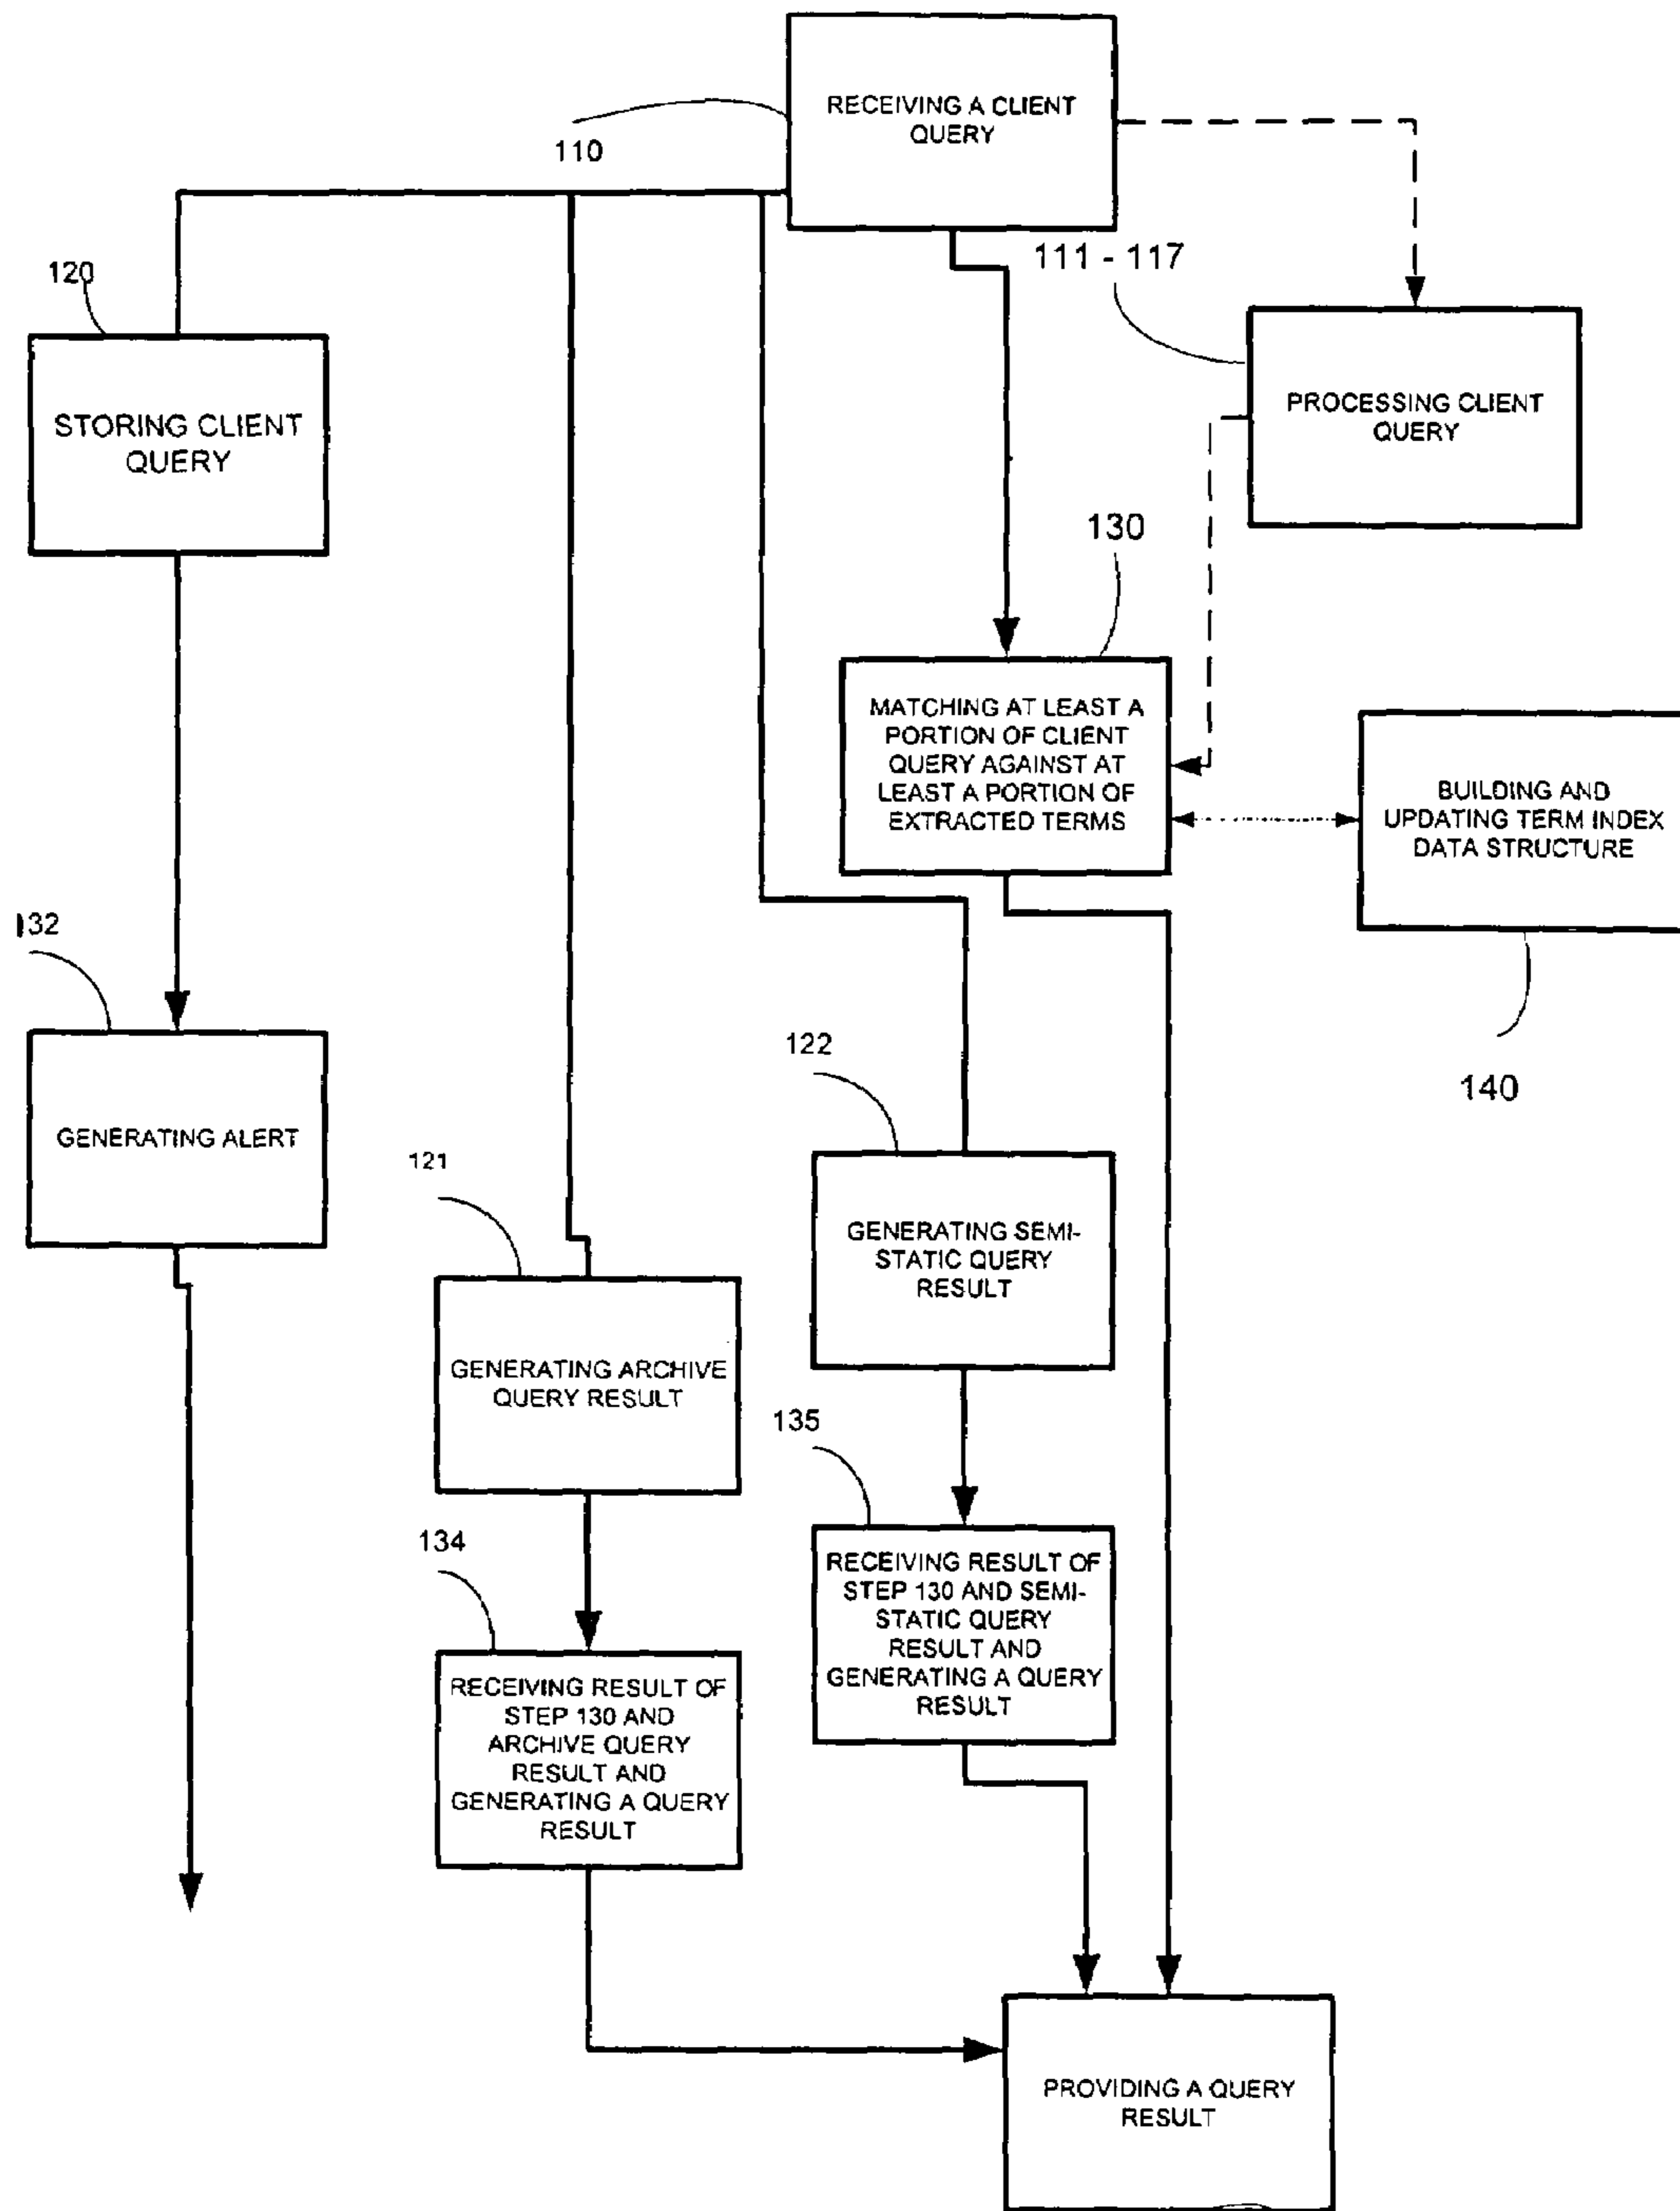 RECEIVING A CLIENT
QUERY
110
111 - 117
120
STORING CLIENT
QUERY
PROCESSING CLIENT
QUERY
130
MATCHING AT LEAST A
PORTION OF CLIENT
QUERY AGAINST AT
LEAST A PORTION OF
EXTRACTED TERMS
BUILDING AND
UPDATING TERM INDEX
DATA STRUCTURE
140
132
GENERATING ALERT
122
GENERATING SEMI-
STATIC QUERY
RESULT
121
GENERATING ARCHIVE
QUERY RESULT
135
RECEIVING RESULT OF
STEP 130 AND SEMI-
STATIC QUERY
RESULT AND
GENERATING A QUERY
RESULT
134
RECEIVING RESULT OF
STEP 130 AND
ARCHIVE QUERY
RESULT AND
GENERATING A QUERY
RESULT
PROVIDING A QUERY
RESULT